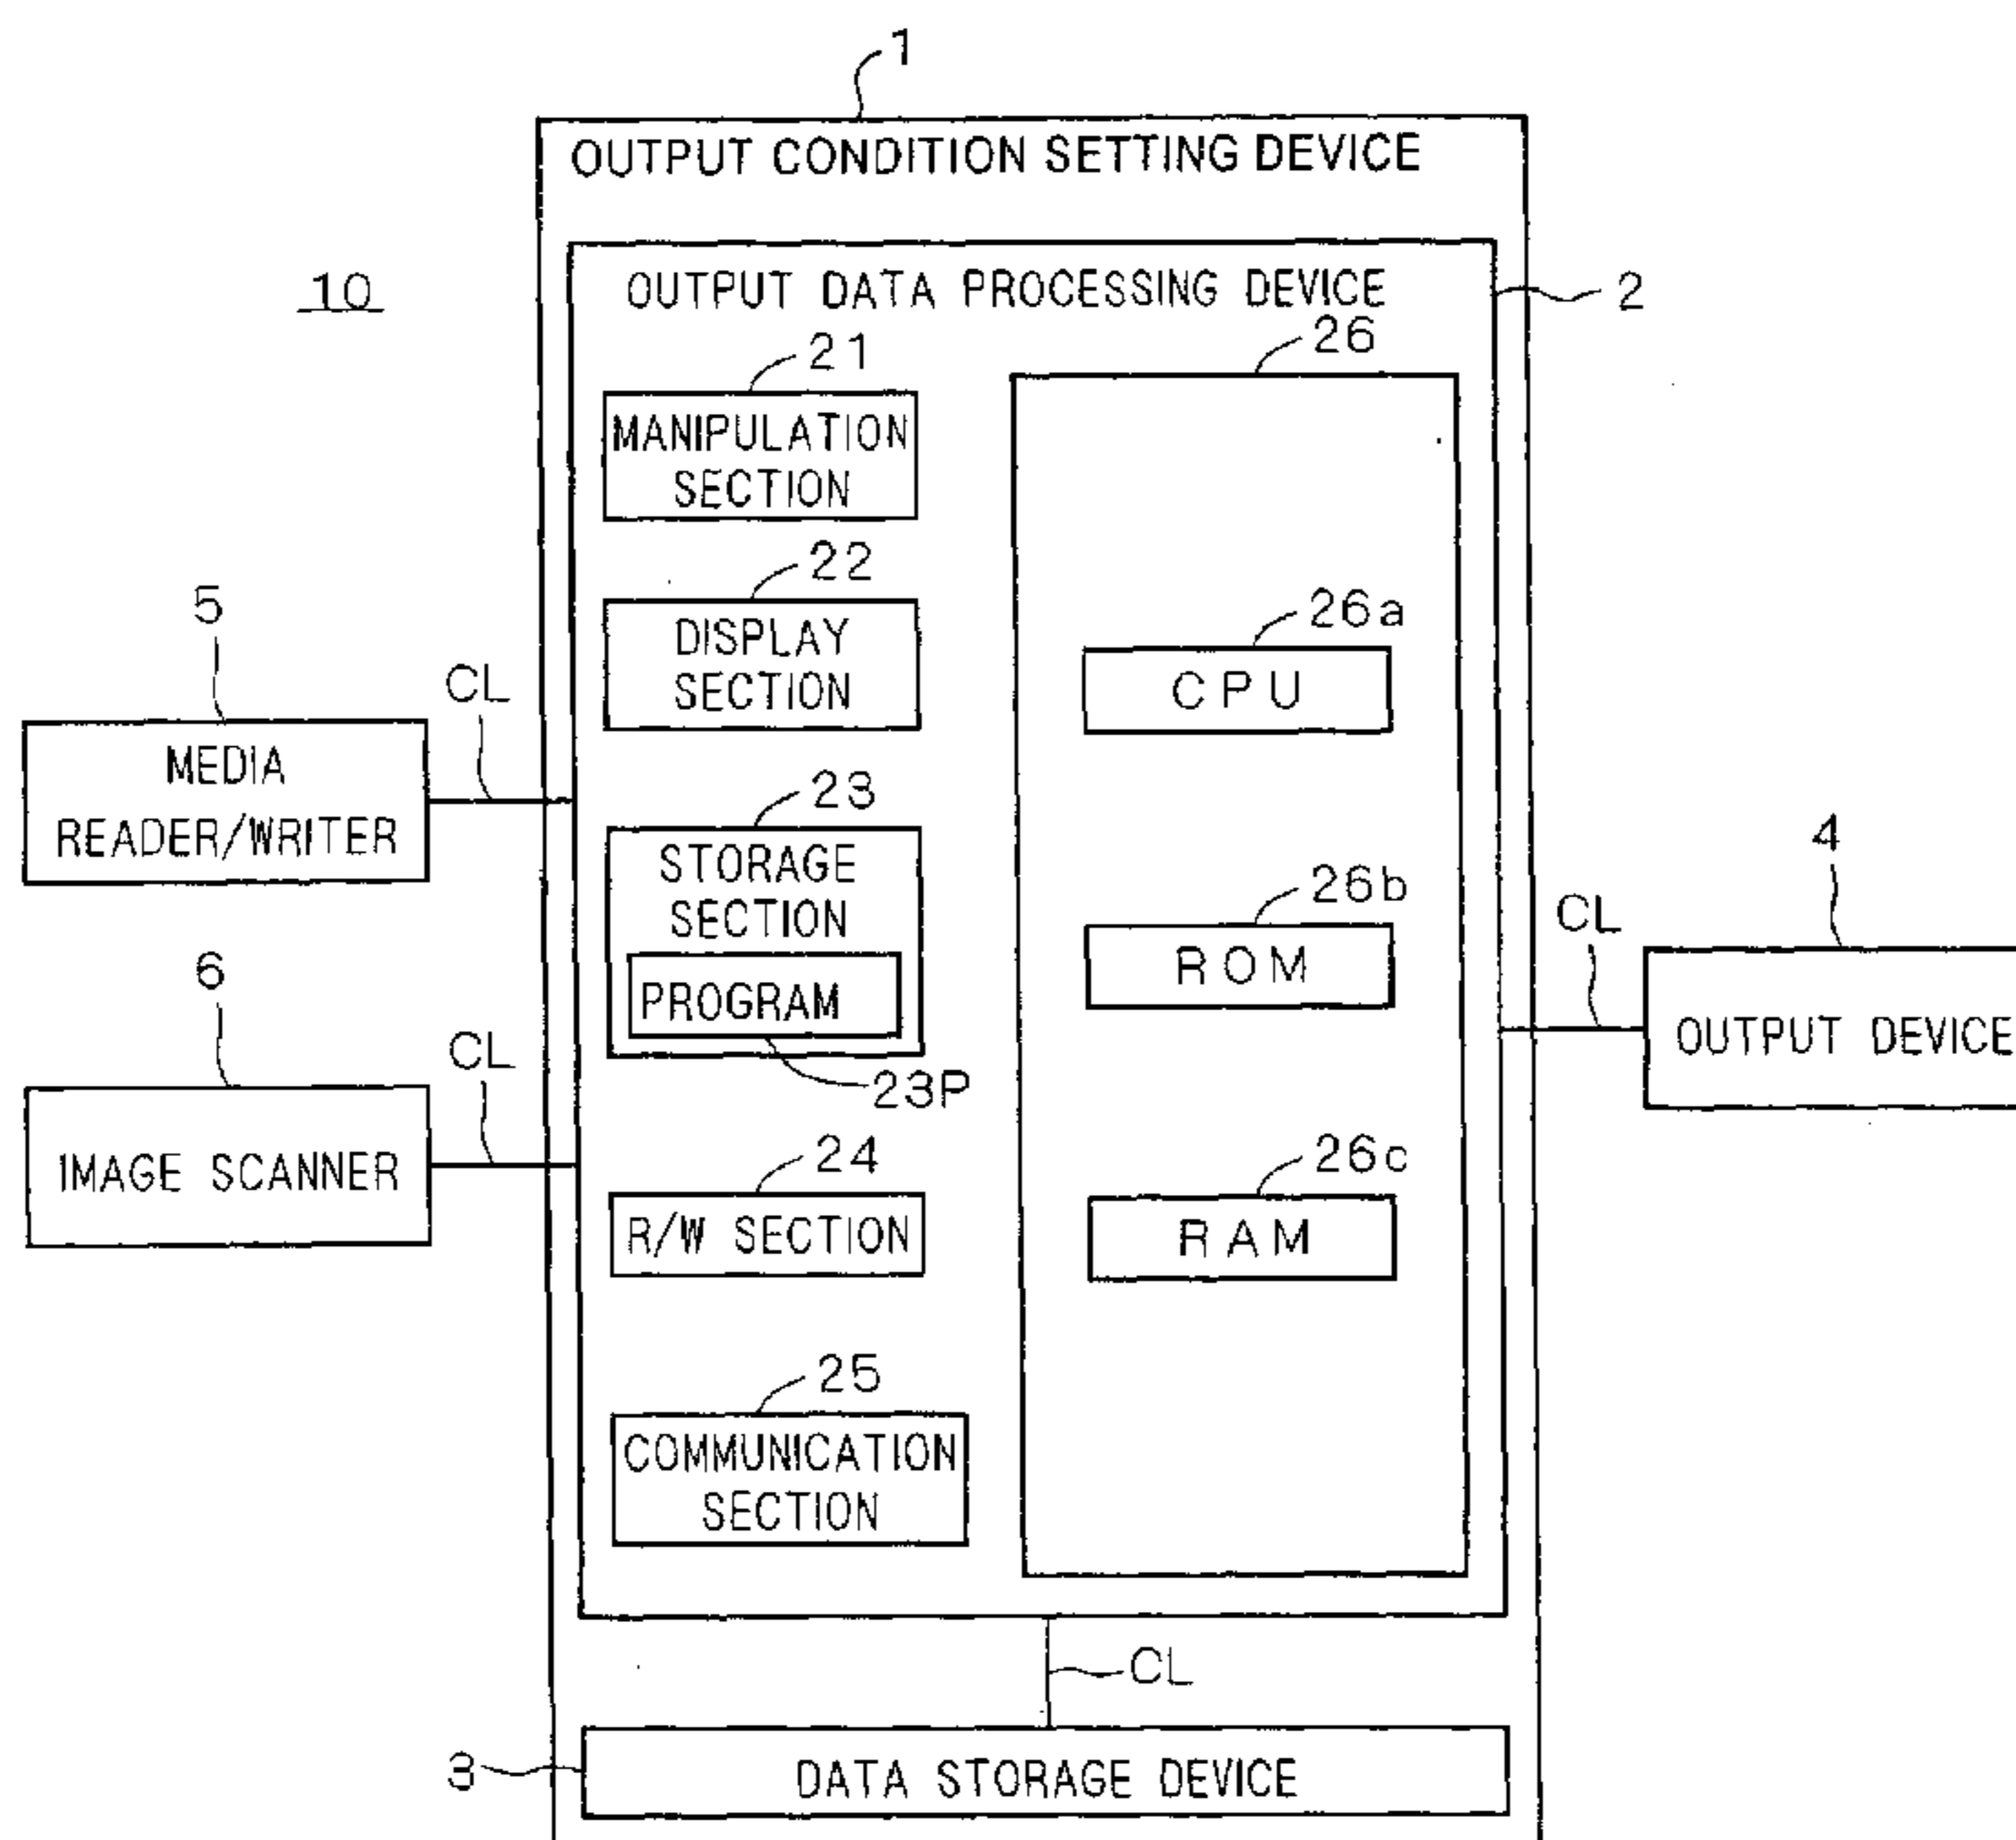 1
OUTPUT CONDITION SETTING DEVICE
10
OUTPUT DATA PROCESSING DEVICE
2
21
26
MANIPULATION
SECTION
22
DISPLAY
SECTION
26a
CPU
5
CL
MEDIA
READER/WRITER
23
STORAGE
SECTION
PROGRAM
23P
26b
ROM
4
CL
OUTPUT DEVICE
6
CL
IMAGE SCANNER
24
R/W SECTION
26c
RAM
25
COMMUNICATION
SECTION
CL
3
DATA STORAGE DEVICE